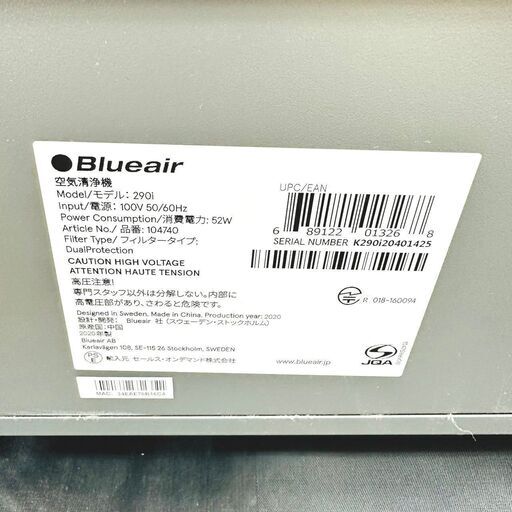 Blueair
空気清浄機
Model/モデル: 290i
Input/電源: 100V 50/60Hz
Power Consumption/消費電力: 52W
Article No./ 品番: 104740
Filter Type/ フィルタータイプ:
DualProtection
CAUTION HIGH VOLTAGE
ATTENTION HAUTE TENSION
高圧注意!
専門スタッフ以外は分解しない。内部に
高電圧部があり、さわると危険です。
Designed in Sweden. Made in China. Production year: 2020
設計・開発: Blueair 社 (スウェーデン・ストックホルム)
原産国:中国
2020年製
Blueair AB
Karlavägen 108, SE-115 26 Stockholm, SWEDEN
PSE 輸入元 セールス・オンデマンド株式会社
UPC/EAN
6 89122 01326 8
SERIAL NUMBER K290i20401425
R 018-160094
www.blueair.jp
JQA